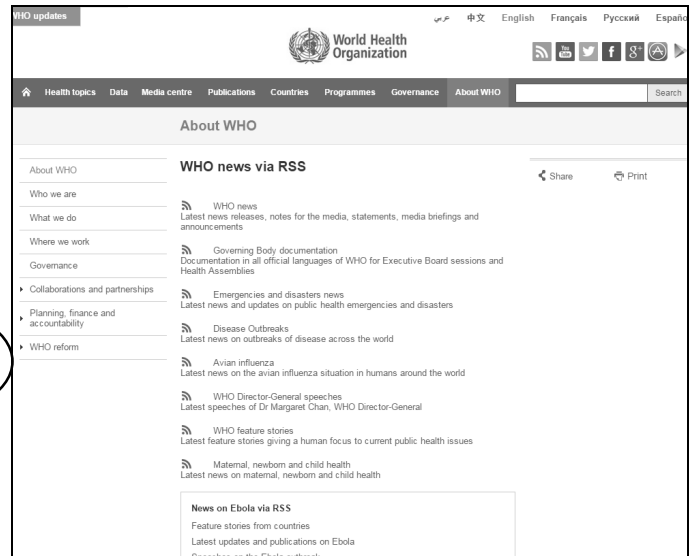 WHO updates
عربي 中文 English Français Русский Españo
World Health
Organization
You
Tube
f g+
Health topics Data Media centre Publications Countries Programmes Governance About WHO Search
About WHO
About WHO
Who we are
What we do
Where we work
Governance
Collaborations and partnerships
Planning, finance and
accountability
WHO reform
WHO news via RSS
WHO news
Latest news releases, notes for the media, statements, media briefings and
announcements
Governing Body documentation
Documentation in all official languages of WHO for Executive Board sessions and
Health Assemblies
Emergencies and disasters news
Latest news and updates on public health emergencies and disasters
Disease Outbreaks
Latest news on outbreaks of disease across the world
Avian influenza
Latest news on the avian influenza situation in humans around the world
WHO Director-General speeches
Latest speeches of Dr Margaret Chan, WHO Director-General
WHO feature stories
Latest feature stories giving a human focus to current public health issues
Maternal, newborn and child health
Latest news on maternal, newborn and child health
News on Ebola via RSS
Feature stories from countries
Latest updates and publications on Ebola
Speeches on the Ebola outbreak
Share Print